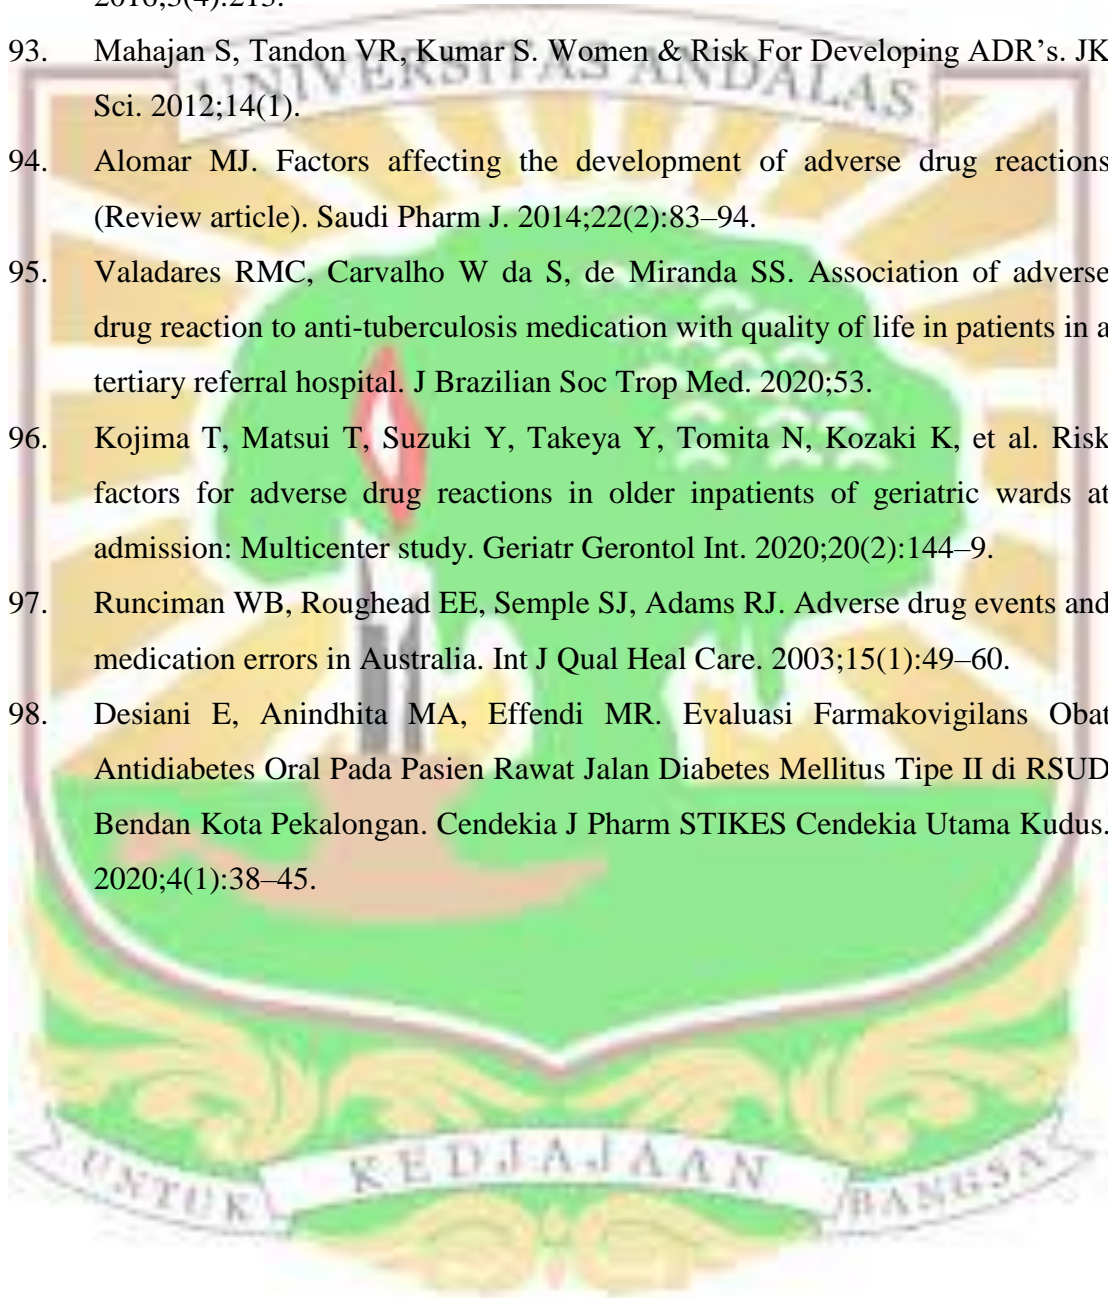 2016;3(4):213.
93. Mahajan S, Tandon VR, Kumar S. Women & Risk For Developing ADR’s. JK
Sci. 2012;14(1).
UNIVERSITAS ANDALAS
94. Alomar MJ. Factors affecting the development of adverse drug reactions
(Review article). Saudi Pharm J. 2014;22(2):83–94.
95. Valadares RMC, Carvalho W da S, de Miranda SS. Association of adverse
drug reaction to anti-tuberculosis medication with quality of life in patients in a
tertiary referral hospital. J Brazilian Soc Trop Med. 2020;53.
96. Kojima T, Matsui T, Suzuki Y, Takeya Y, Tomita N, Kozaki K, et al. Risk
factors for adverse drug reactions in older inpatients of geriatric wards at
admission: Multicenter study. Geriatr Gerontol Int. 2020;20(2):144–9.
97. Runciman WB, Roughead EE, Semple SJ, Adams RJ. Adverse drug events and
medication errors in Australia. Int J Qual Heal Care. 2003;15(1):49–60.
98. Desiani E, Anindhita MA, Effendi MR. Evaluasi Farmakovigilans Obat
Antidiabetes Oral Pada Pasien Rawat Jalan Diabetes Mellitus Tipe II di RSUD
Bendan Kota Pekalongan. Cendekia J Pharm STIKES Cendekia Utama Kudus.
2020;4(1):38–45.
UNTUK KEDJAJAAN BANGSA